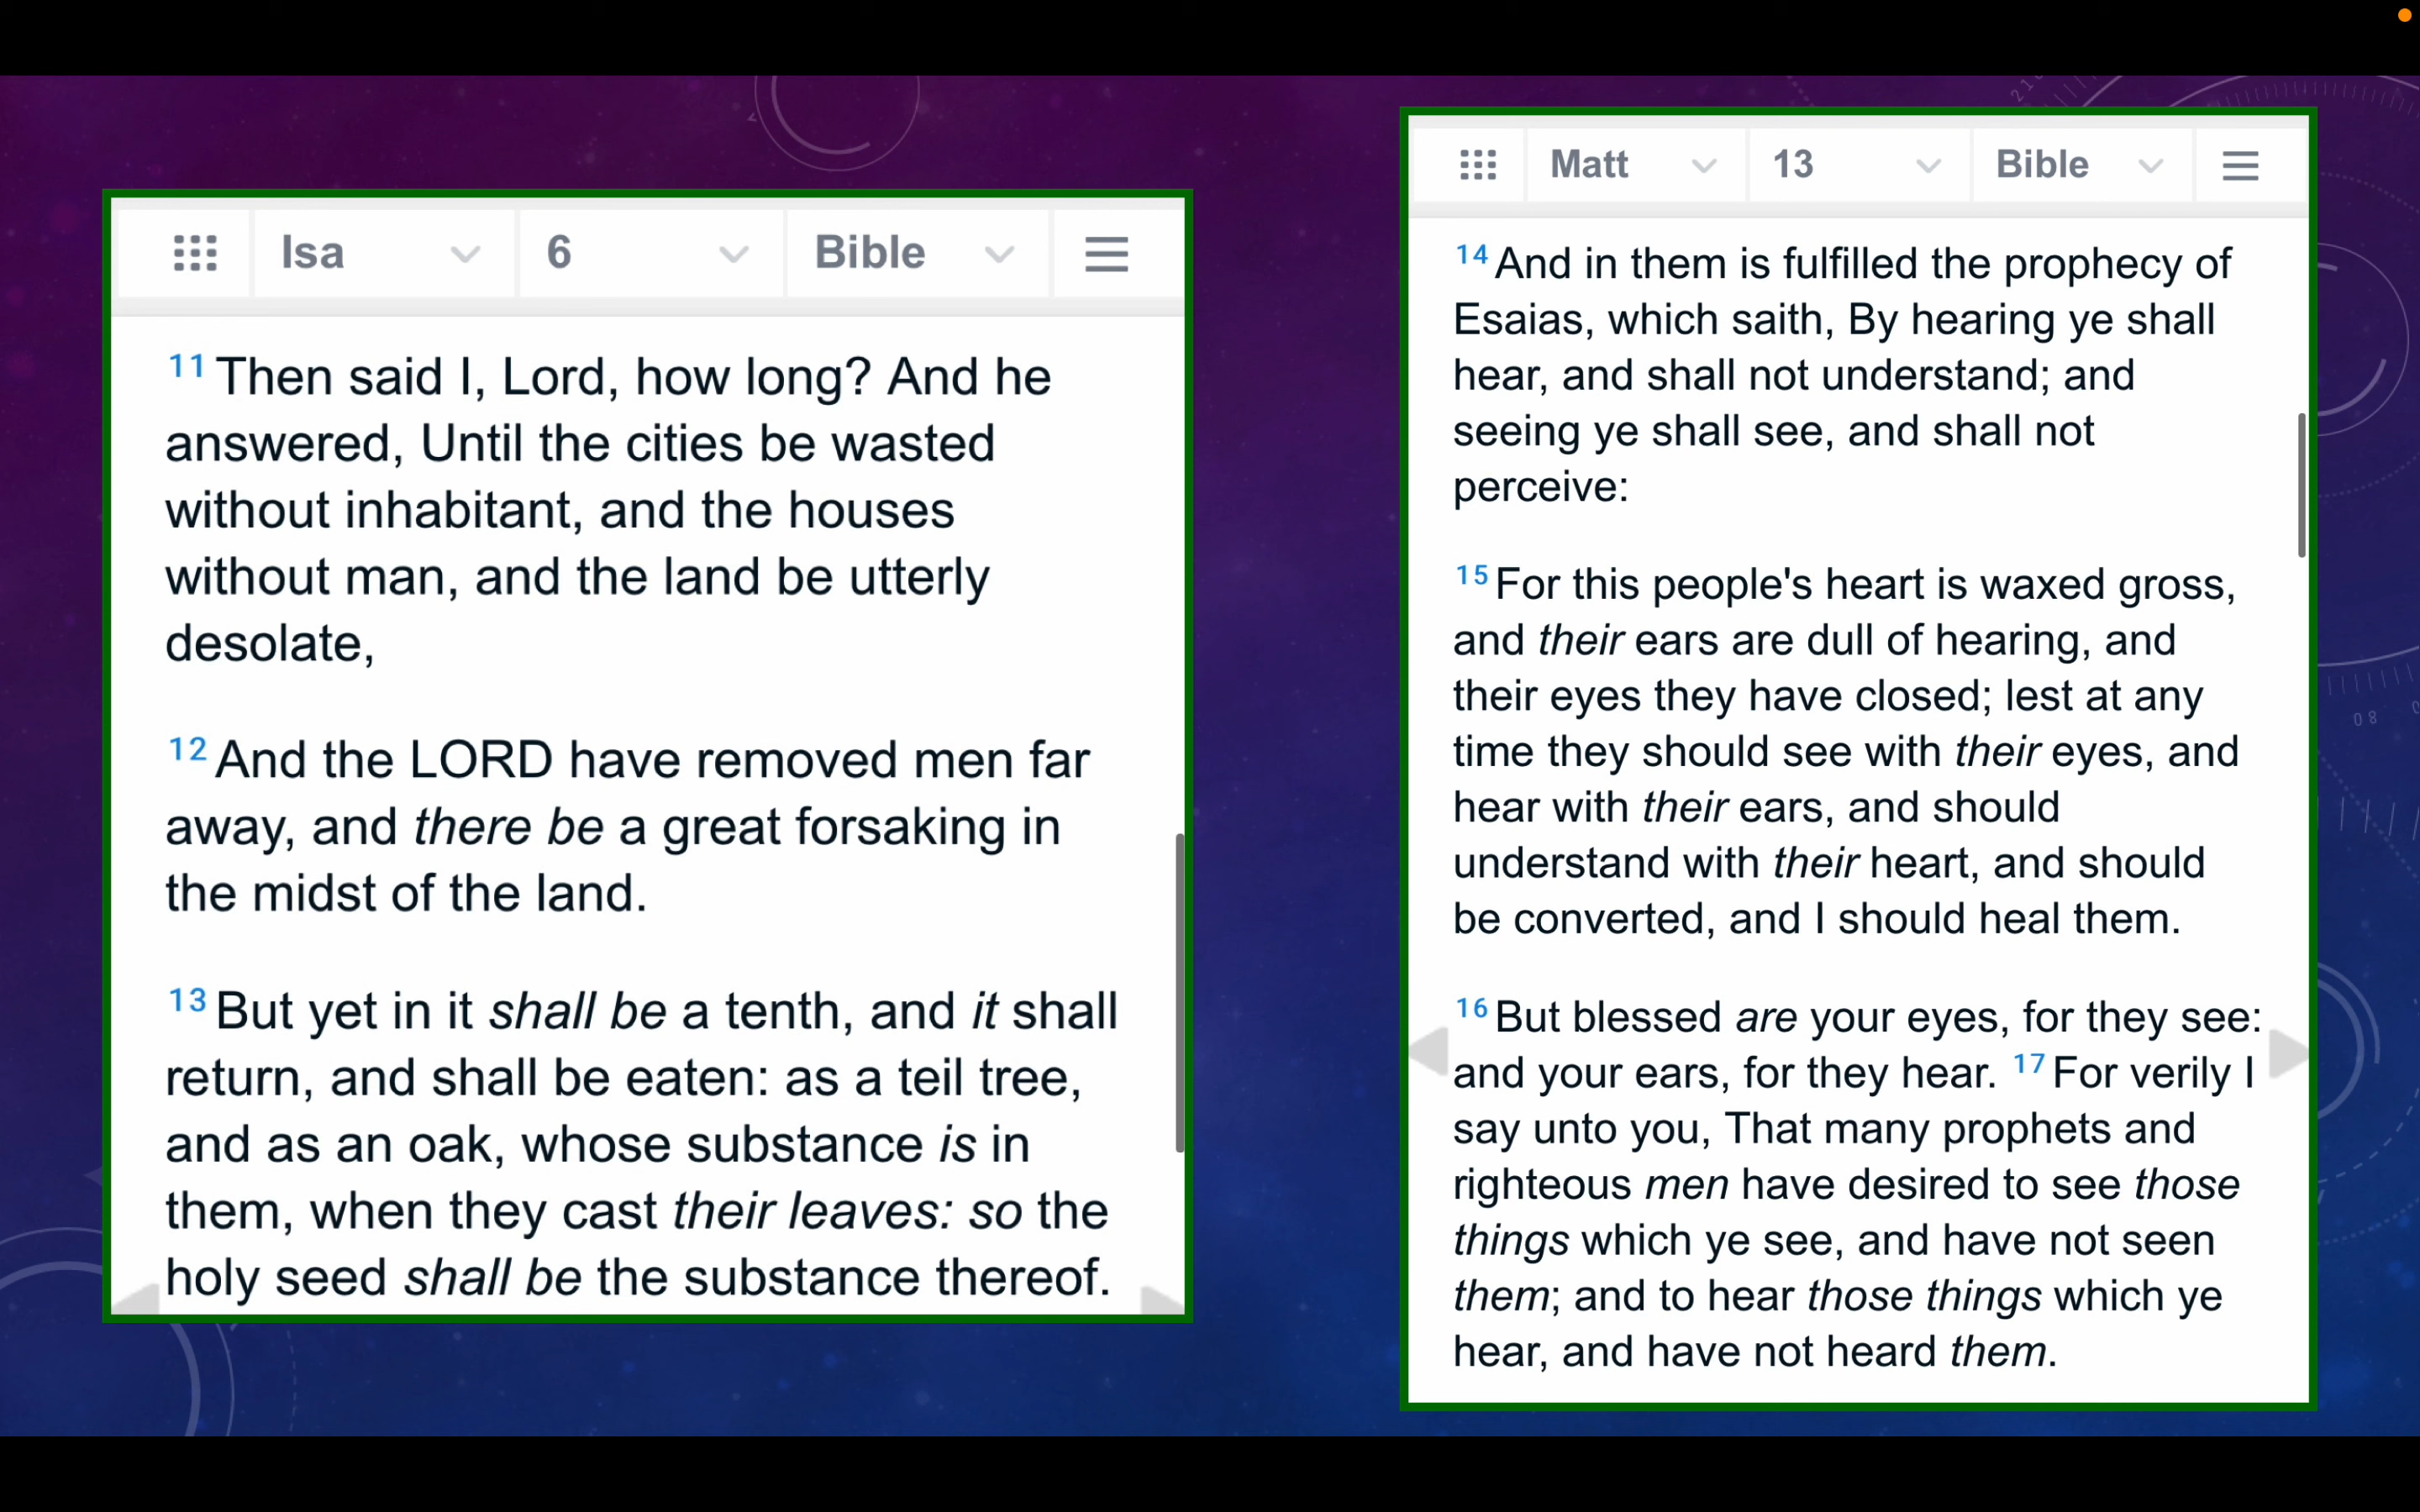 Isa 6 Bible
11 Then said I, Lord, how long? And he
answered, Until the cities be wasted
without inhabitant, and the houses
without man, and the land be utterly
desolate,
12 And the LORD have removed men far
away, and there be a great forsaking in
the midst of the land.
13 But yet in it shall be a tenth, and it shall
return, and shall be eaten: as a teil tree,
and as an oak, whose substance is in
them, when they cast their leaves: so the
holy seed shall be the substance thereof.
Matt 13 Bible
14 And in them is fulfilled the prophecy of
Esaias, which saith, By hearing ye shall
hear, and shall not understand; and
seeing ye shall see, and shall not
perceive:
15 For this people's heart is waxed gross,
and their ears are dull of hearing, and
their eyes they have closed; lest at any
time they should see with their eyes, and
hear with their ears, and should
understand with their heart, and should
be converted, and I should heal them.
16 But blessed are your eyes, for they see:
and your ears, for they hear. 17 For verily I
say unto you, That many prophets and
righteous men have desired to see those
things which ye see, and have not seen
them; and to hear those things which ye
hear, and have not heard them.